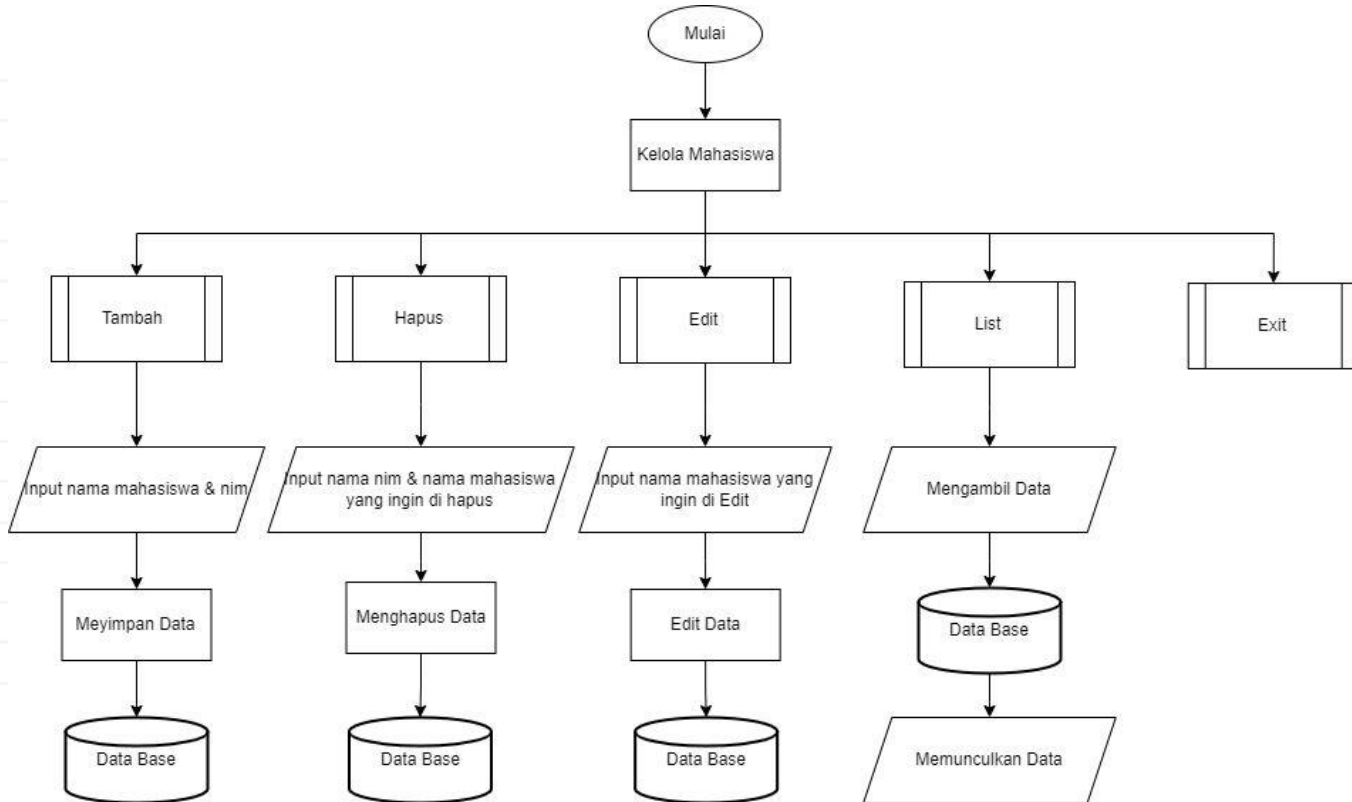 Mulai
Kelola Mahasiswa
Tambah
Hapus
Edit
List
Exit
Input nama mahasiswa & nim
Input nama nim & nama mahasiswa
yang ingin di hapus
Input nama mahasiswa yang
ingin di Edit
Mengambil Data
Meyimpan Data
Menghapus Data
Edit Data
Data Base
Data Base
Data Base
Data Base
Memunculkan Data